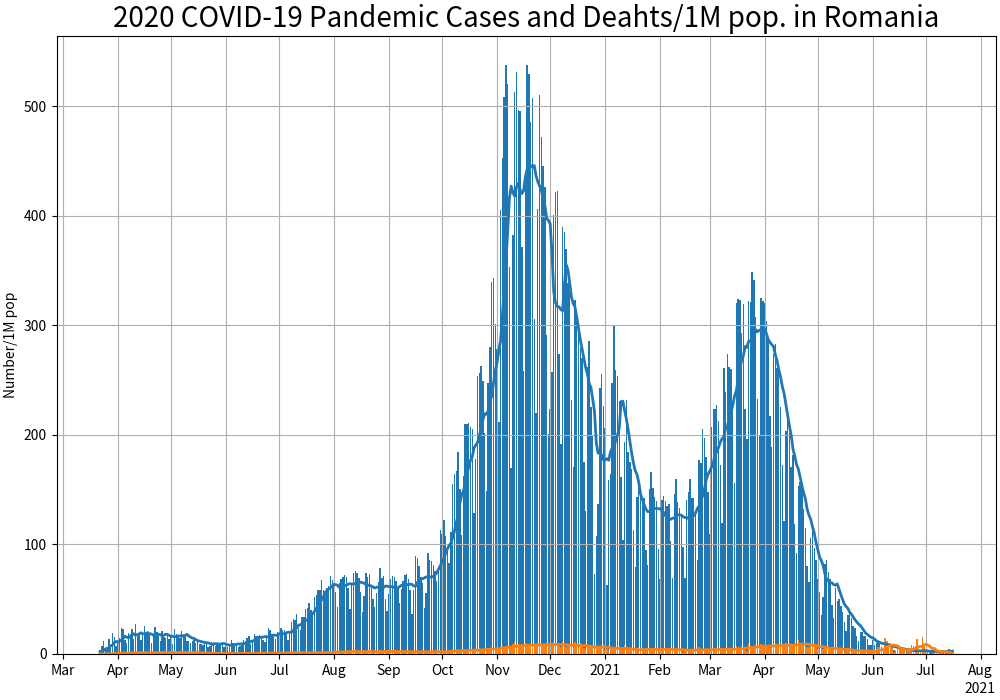 2020 COVID-19 Pandemic Cases and Deahts/1M pop. in Romania
Number/1M pop
500
400
300
200
100
0
Mar Apr May Jun Jul Aug Sep Oct Nov Dec 2021 Feb Mar Apr May Jun Jul Aug
2021